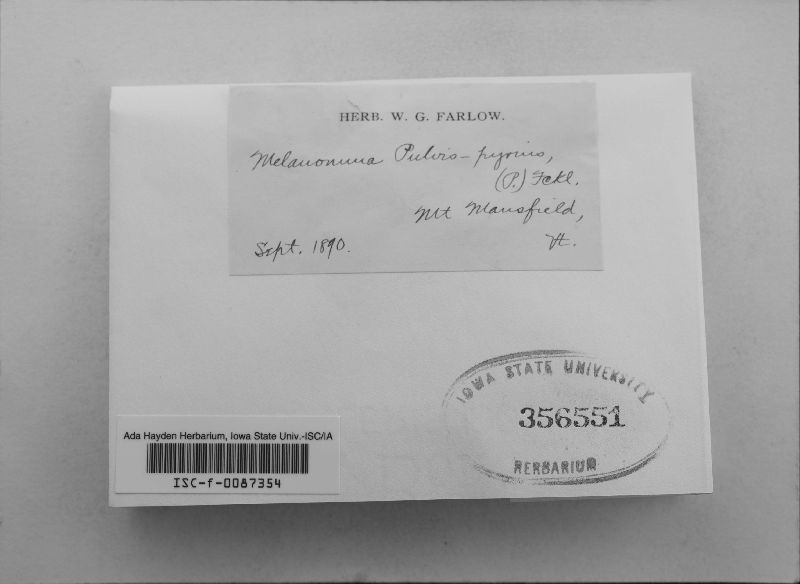 HERB. W. G. FARLOW.
Melanomma Pulvis-pyrius,
(P.) Fckl.
Mt Mansfield,
Vt.
Sept. 1890.
IOWA STATE UNIVERSITY
356551
HERBARIUM
Ada Hayden Herbarium, Iowa State Univ.-ISC/IA
ISC-f-0087354